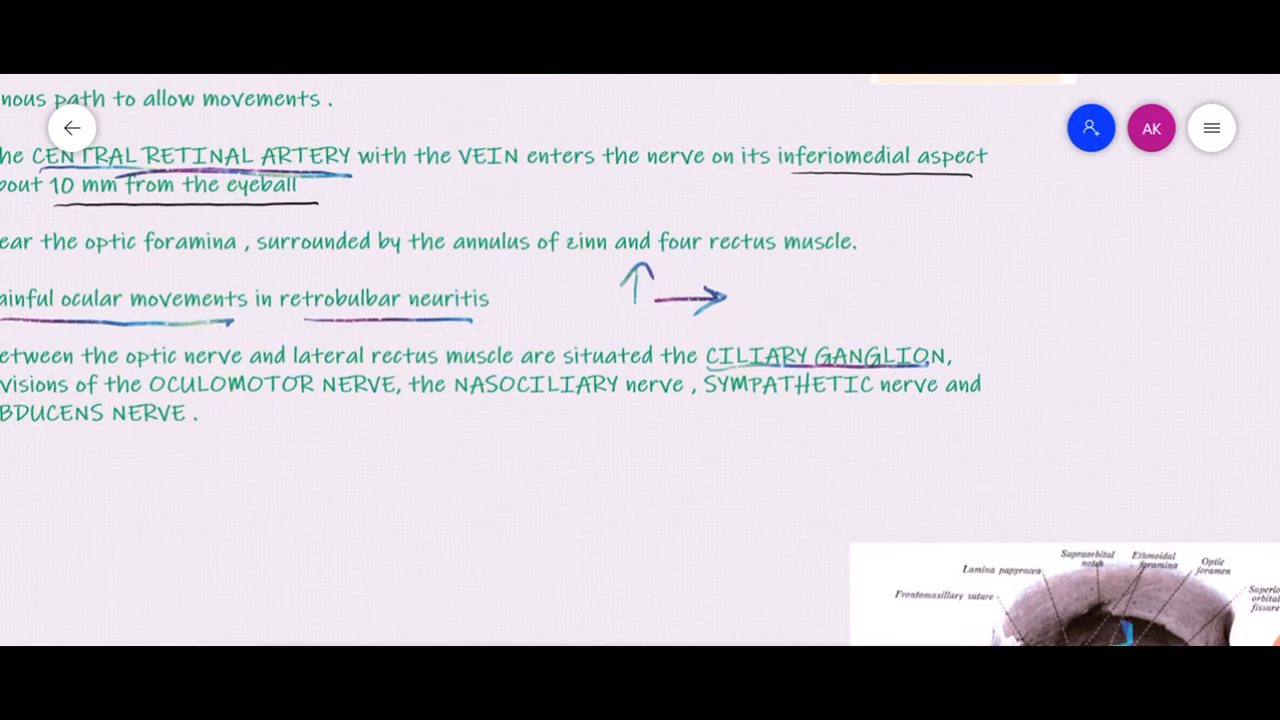 nous path to allow movements .
AK
he CENTRAL RETINAL ARTERY with the VEIN enters the nerve on its inferiomedial aspect
bout 10 mm from the eyeball
ear the optic foramina , surrounded by the annulus of zinn and four rectus muscle.
ainful ocular movements in retrobulbar neuritis
etween the optic nerve and lateral rectus muscle are situated the CILIARY GANGLION,
visions of the OCULOMOTOR NERVE, the NASOCILIARY nerve , SYMPATHETIC nerve and
BDUCENS NERVE .
Supraorbital notch
Ethmoidal foramina
Optic foramen
Lamina papyracea
Frontomaxillary suture
Superio
orbital
fissure